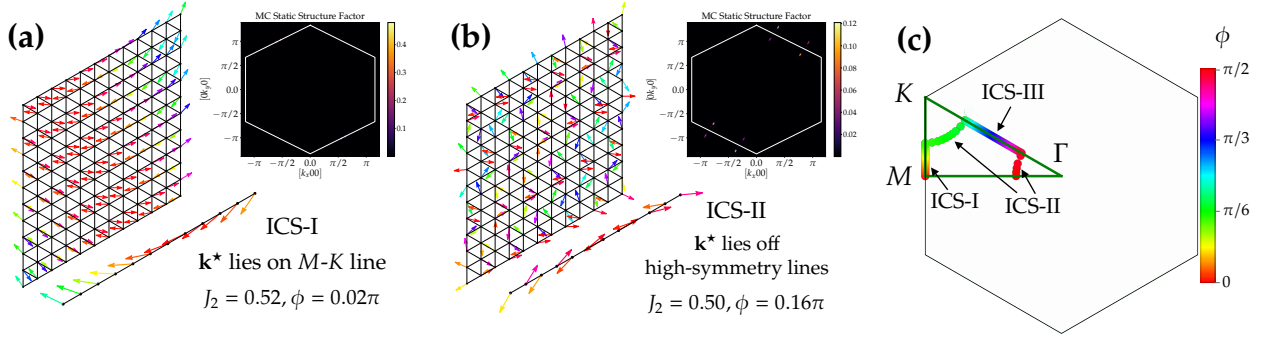 (a)
MC Static Structure Factor
π
π/2
0.0
−π/2
−π
[0k_y0]
−π −π/2 0.0 π/2 π
[k_x00]
0.4
0.3
0.2
0.1
ICS-I
k★ lies on M-K line
J₂ = 0.52, ϕ = 0.02π
(b)
MC Static Structure Factor
π
π/2
0.0
−π/2
−π
[0k_y0]
−π −π/2 0.0 π/2 π
[k_x00]
0.12
0.10
0.08
0.06
0.04
0.02
ICS-II
k★ lies off
high-symmetry lines
J₂ = 0.50, ϕ = 0.16π
(c)
K
ICS-III
Γ
M
ICS-I
ICS-II
ϕ
π/2
π/3
π/6
0